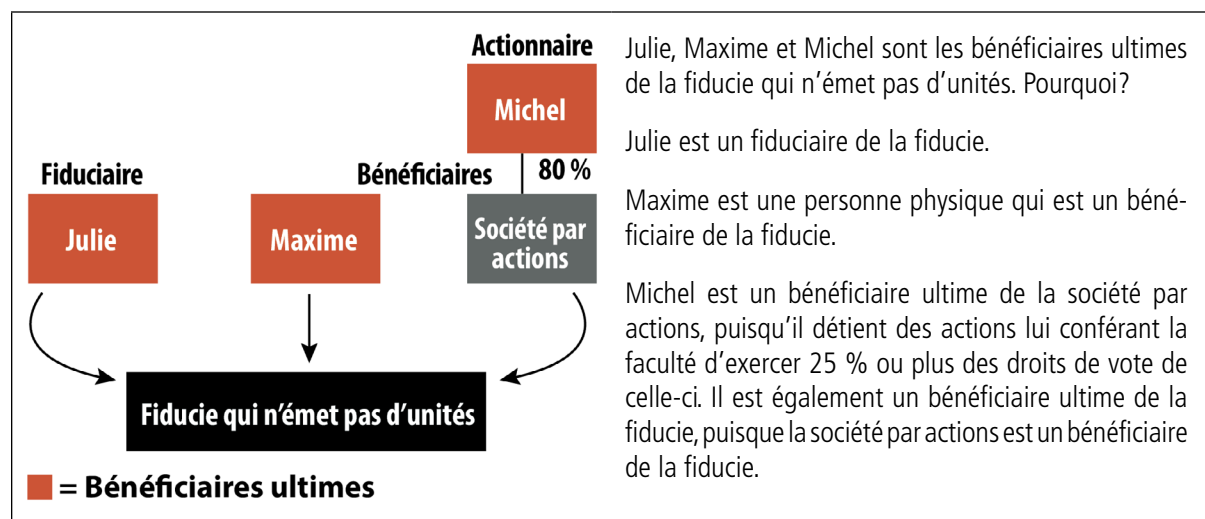 Actionnaire
Michel
Fiduciaire
Bénéficiaires
80 %
Julie
Maxime
Société par
actions
Fiducie qui n’émet pas d’unités
= Bénéficiaires ultimes
Julie, Maxime et Michel sont les bénéficiaires ultimes
de la fiducie qui n’émet pas d’unités. Pourquoi?
Julie est un fiduciaire de la fiducie.
Maxime est une personne physique qui est un béné-
ficiaire de la fiducie.
Michel est un bénéficiaire ultime de la société par
actions, puisqu’il détient des actions lui conférant la
faculté d’exercer 25 % ou plus des droits de vote de
celle-ci. Il est également un bénéficiaire ultime de la
fiducie, puisque la société par actions est un bénéficiaire
de la fiducie.